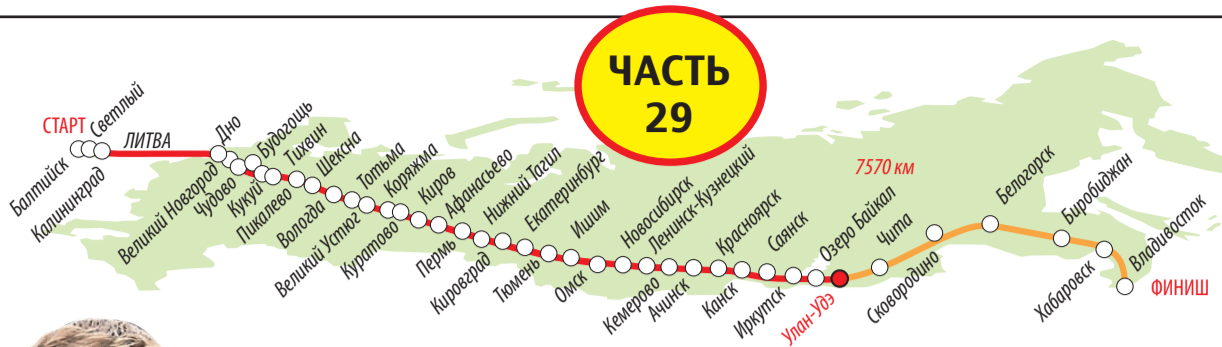 ЧАСТЬ
29
СТАРТ
Балтийск
Светлый
Калининград
ЛИТВА
Дно
Великий Новгород
Чудово
Будогощь
Кукуй
Тихвин
Пикалево
Шексна
Вологда
Тотьма
Великий Устюг
Коряжма
Куратово
Киров
Афанасьево
Пермь
Нижний Тагил
Кировград
Екатеринбург
Тюмень
Ишим
Омск
Новосибирск
Ленинск-Кузнецкий
Кемерово
Ачинск
Красноярск
Канск
Саянск
Иркутск
Озеро Байкал
Улан-Удэ
7570 км
Чита
Сковородино
Белогорск
Биробиджан
Хабаровск
Владивосток
ФИНИШ